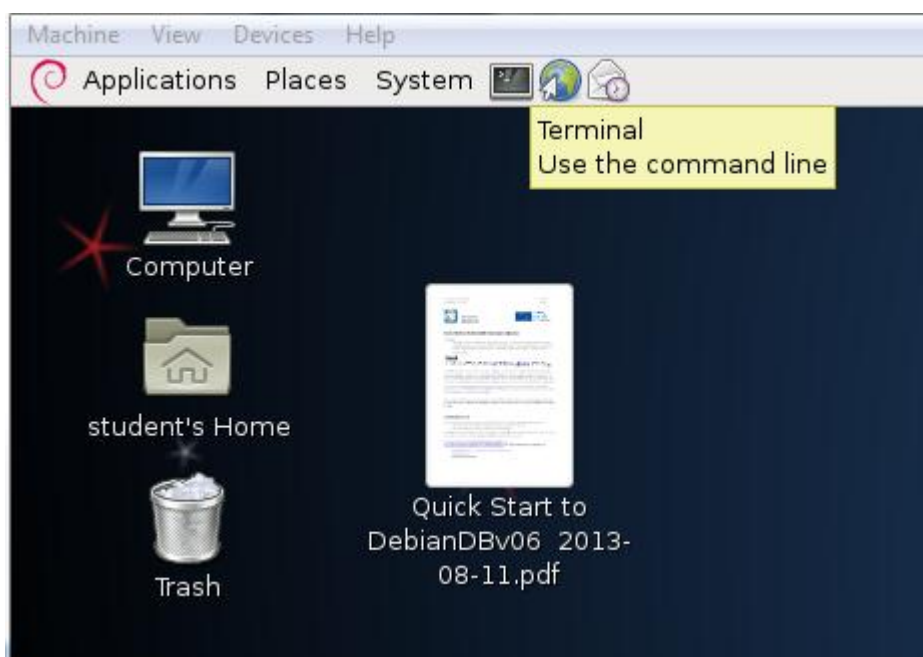 Machine View Devices Help
Applications Places System
Terminal
Use the command line
Computer
student's Home
Trash
Quick Start to
DebianDBv06 2013-
08-11.pdf